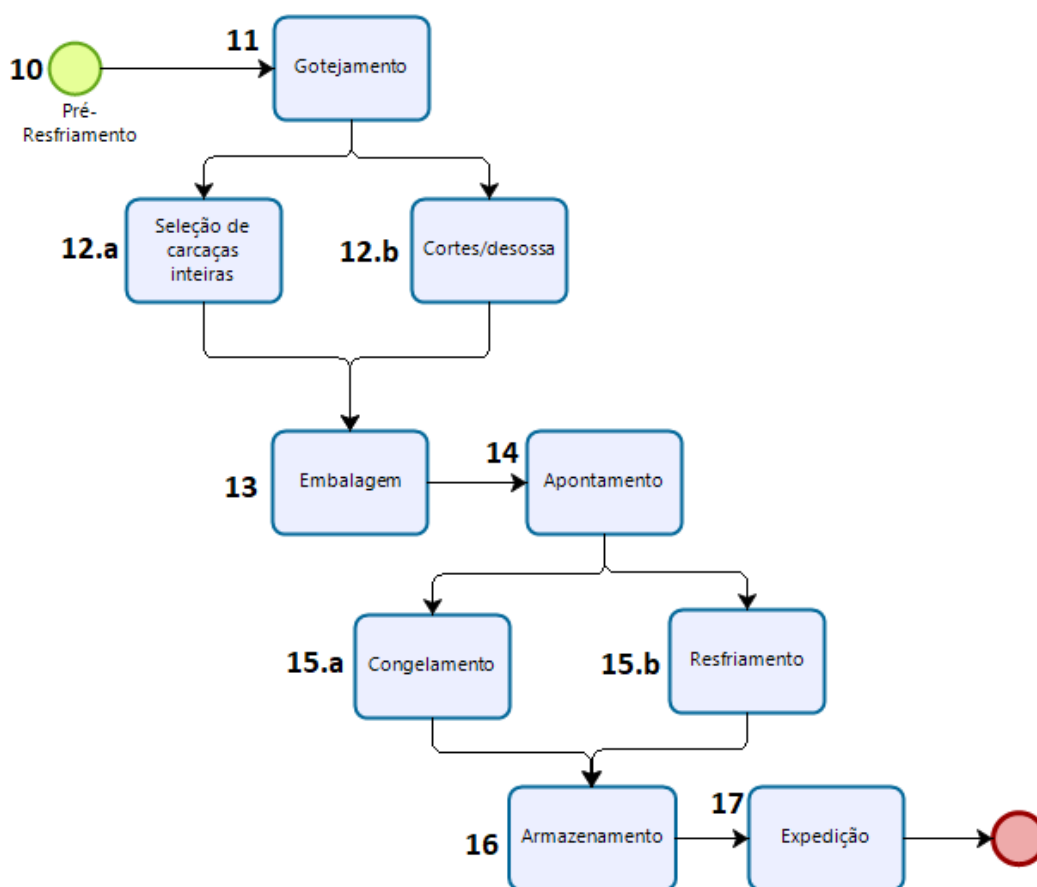 11
Gotejamento
10
Pré-
Resfriamento
12.a
Seleção de
carcaças
inteiras
12.b
Cortes/desossa
13
Embalagem
14
Apontamento
15.a
Congelamento
15.b
Resfriamento
16
Armazenamento
17
Expedição